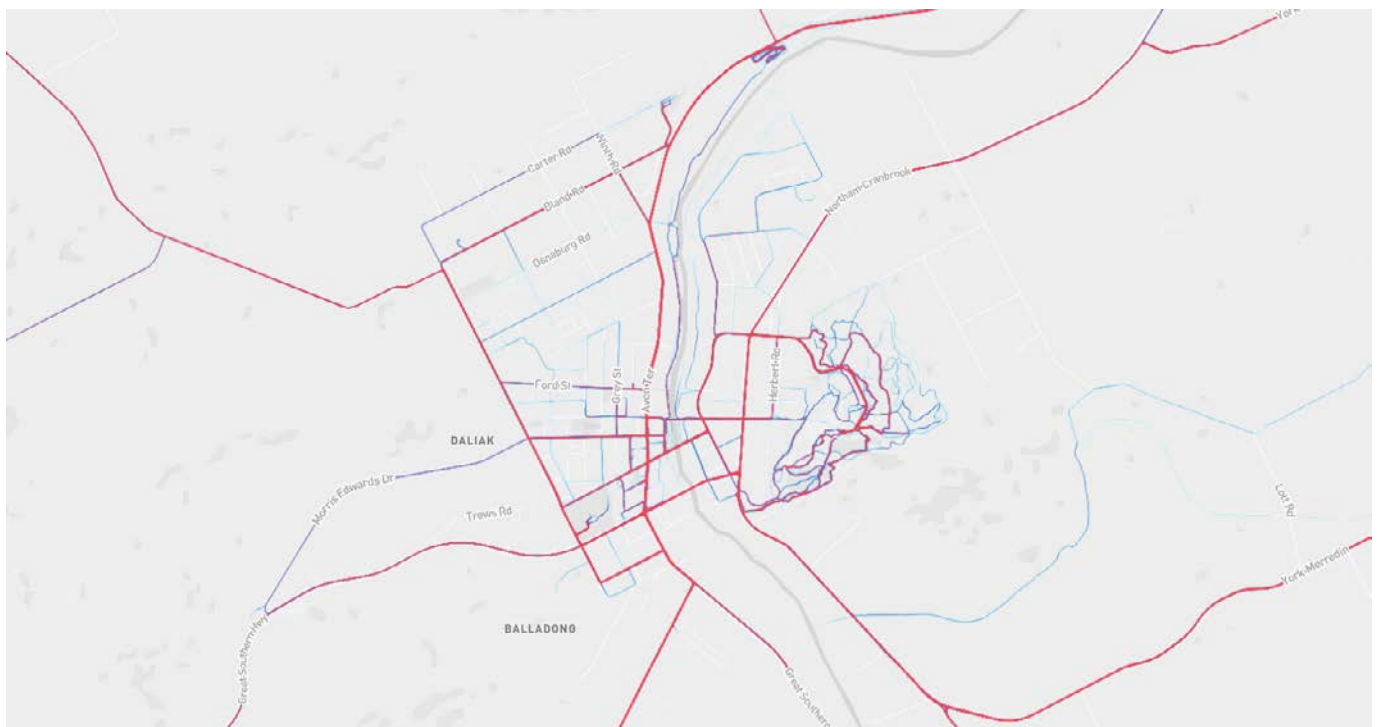 York
Carter Rd
Ninth Rd
Bland Rd
Osnaburg Rd
Northam-Cranbrook
Ford St
Grey St
Avon Ter
Herbert Rd
DALIAK
Morris Edwards Dr
Trews Rd
Lott Rd
York-Merredin
BALLADONG
Great Southern Hwy
Great Southern